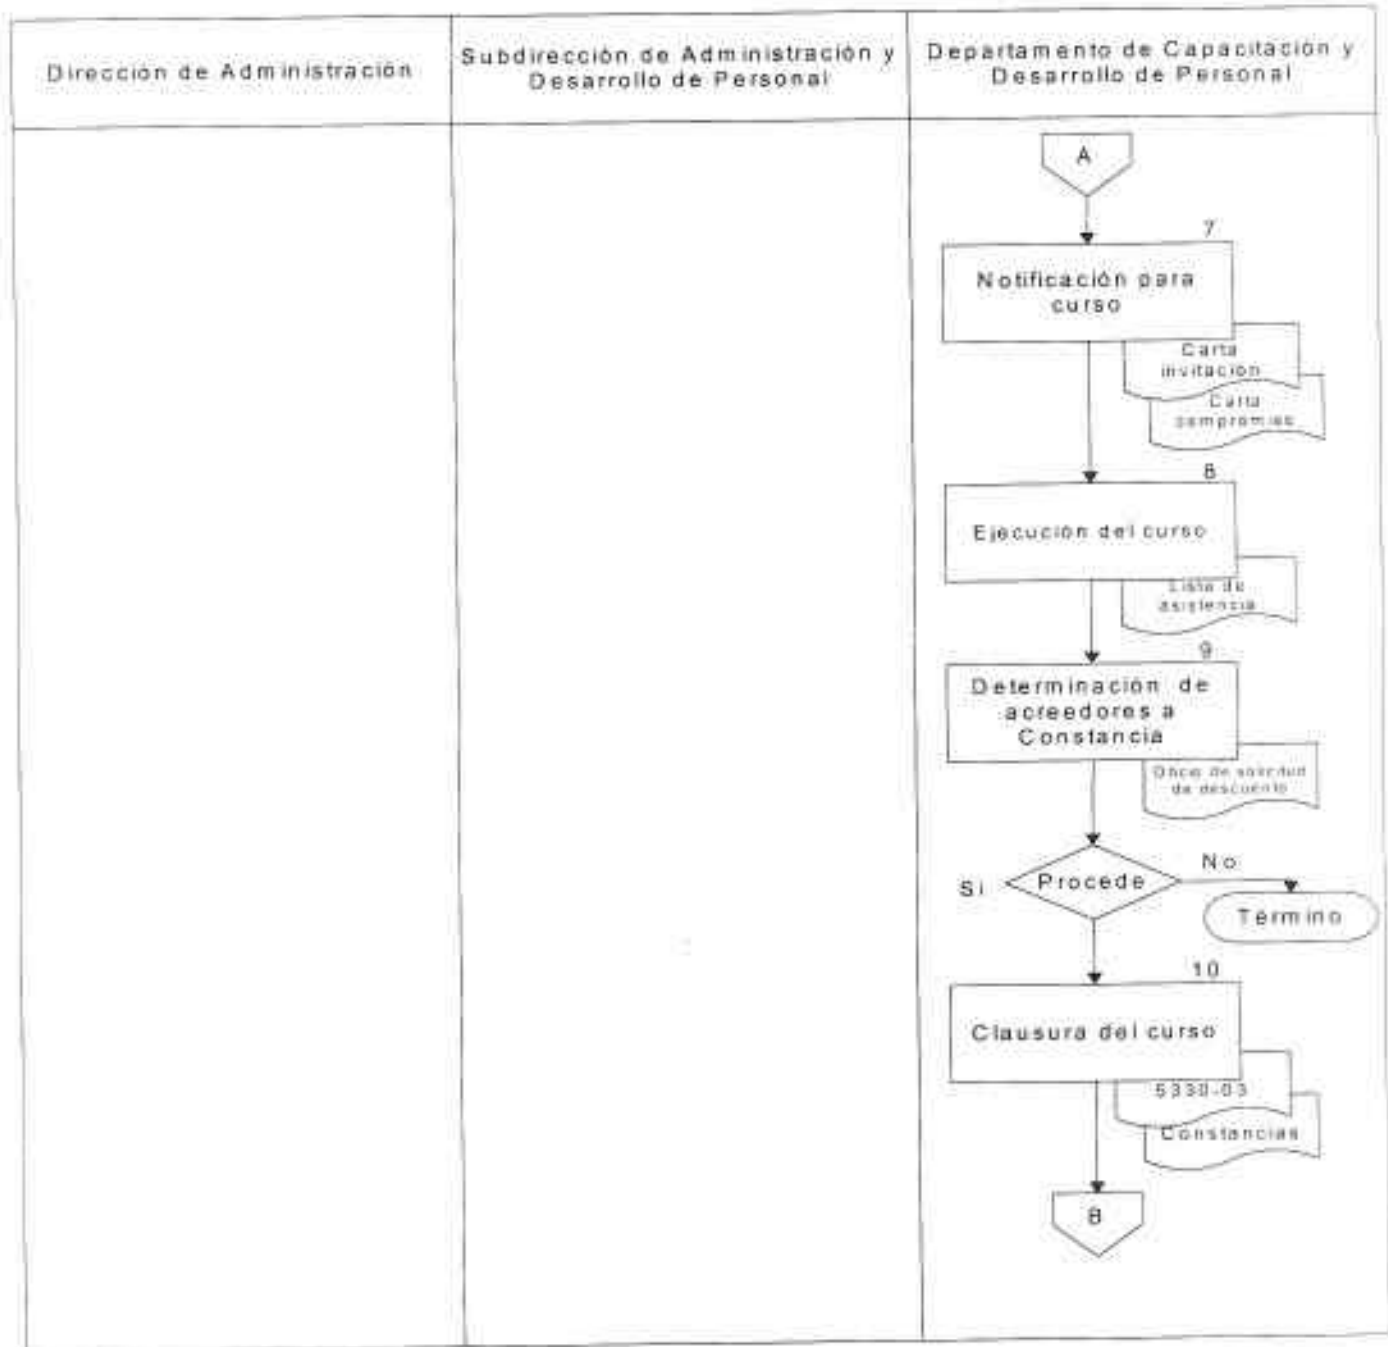 Dirección de Administración
Subdirección de Administración y
Desarrollo de Personal
Departamento de Capacitación y
Desarrollo de Personal
A
7
Notificación para
curso
Carta
invitación
Carta
compromiso
8
Ejecución del curso
Lista de
asistencia
9
Determinación de
acreedores a
Constancia
Oficio de solicitud
de descuento
Si
Procede
No
Término
10
Clausura del curso
5330-03
Constancias
B